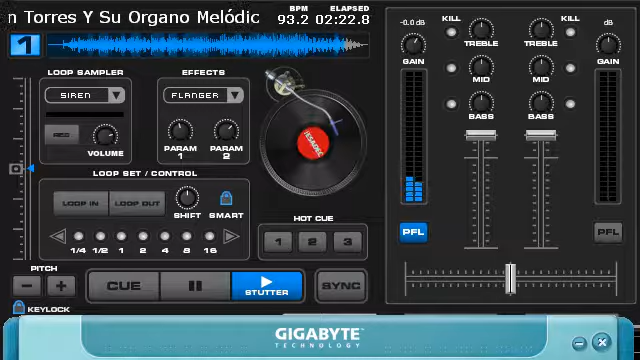 n Torres Y Su Organo Melódic
BPM
93.2 02:22.8
1
LOOP SAMPLER
SIREN
REC
VOLUME
EFFECTS
FLANGER
PARAM 1
PARAM 2
LOOP SET / CONTROL
LOOP IN
LOOP OUT
SHIFT
SMART
1/4 1/2 1 2 4 8 16
HOT CUE
1 2 3
PITCH
KEYLOCK
CUE
STUTTER
SYNC
-0.0 dB
KILL
TREBLE
TREBLE
KILL
dB
GAIN
MID
MID
GAIN
BASS
BASS
PFL
PFL
GIGABYTE™
TECHNOLOGY